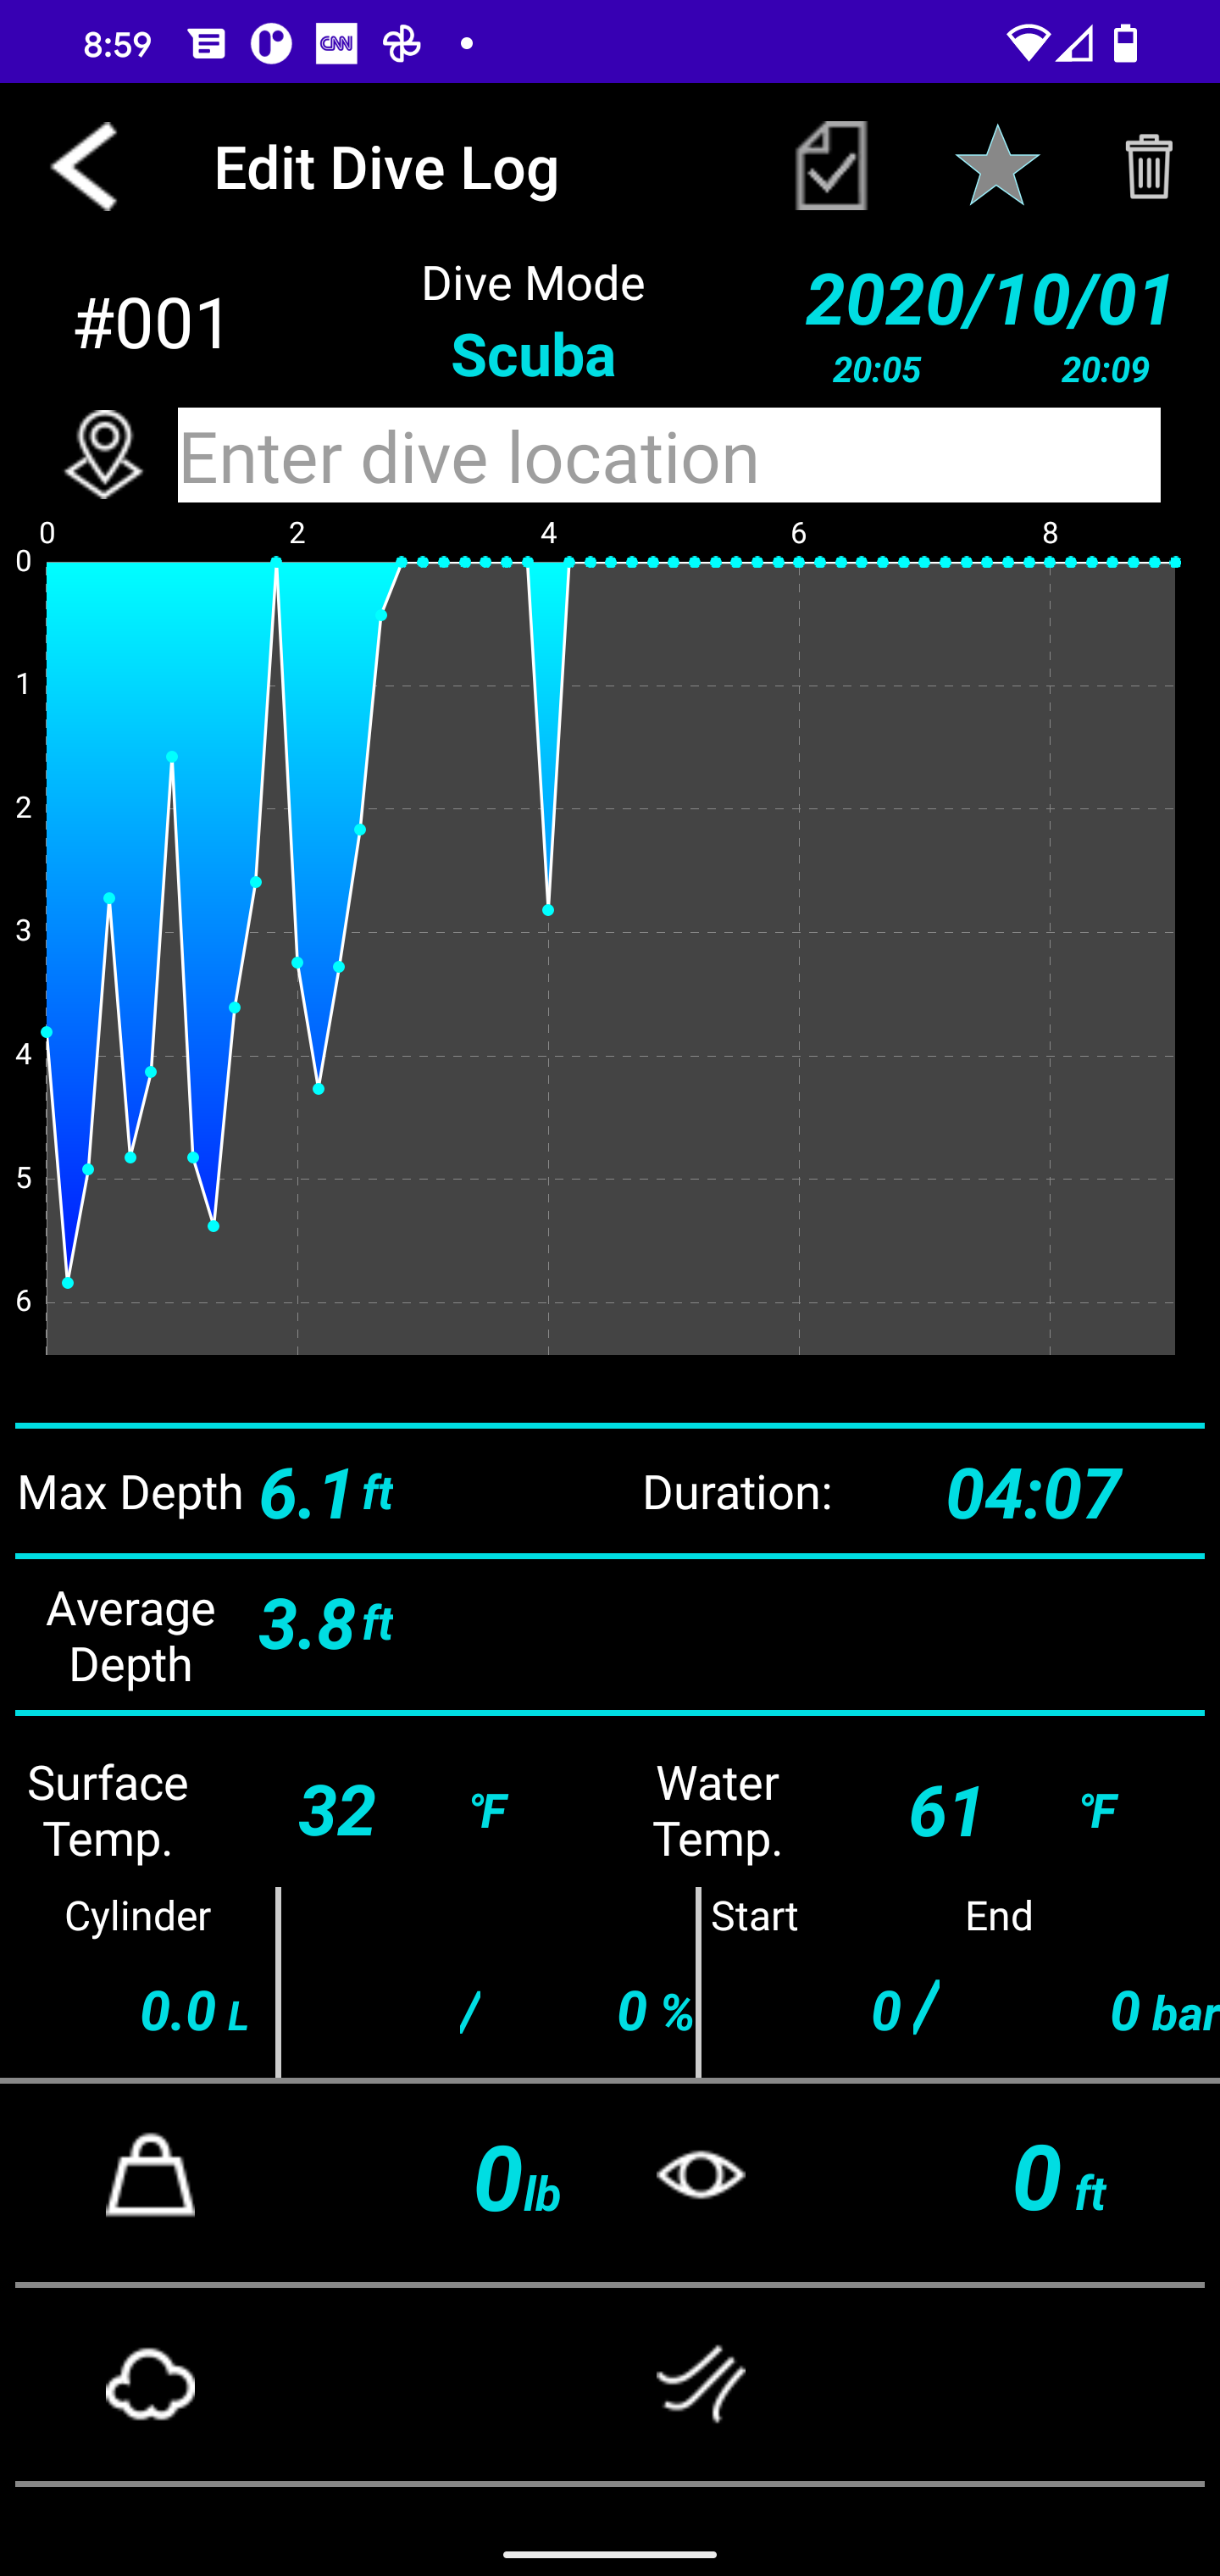 8:59 CNN
Edit Dive Log
#001
Dive Mode
Scuba
2020/10/01
20:05 20:09
Enter dive location
0 2 4 6 8
0
1
2
3
4
5
6
Max Depth 6.1 ft Duration: 04:07
Average
Depth
3.8 ft
Surface
Temp.
32 °F
Water
Temp.
61 °F
Cylinder Start End
0.0 L / 0 % 0 / 0 bar
0 lb 0 ft